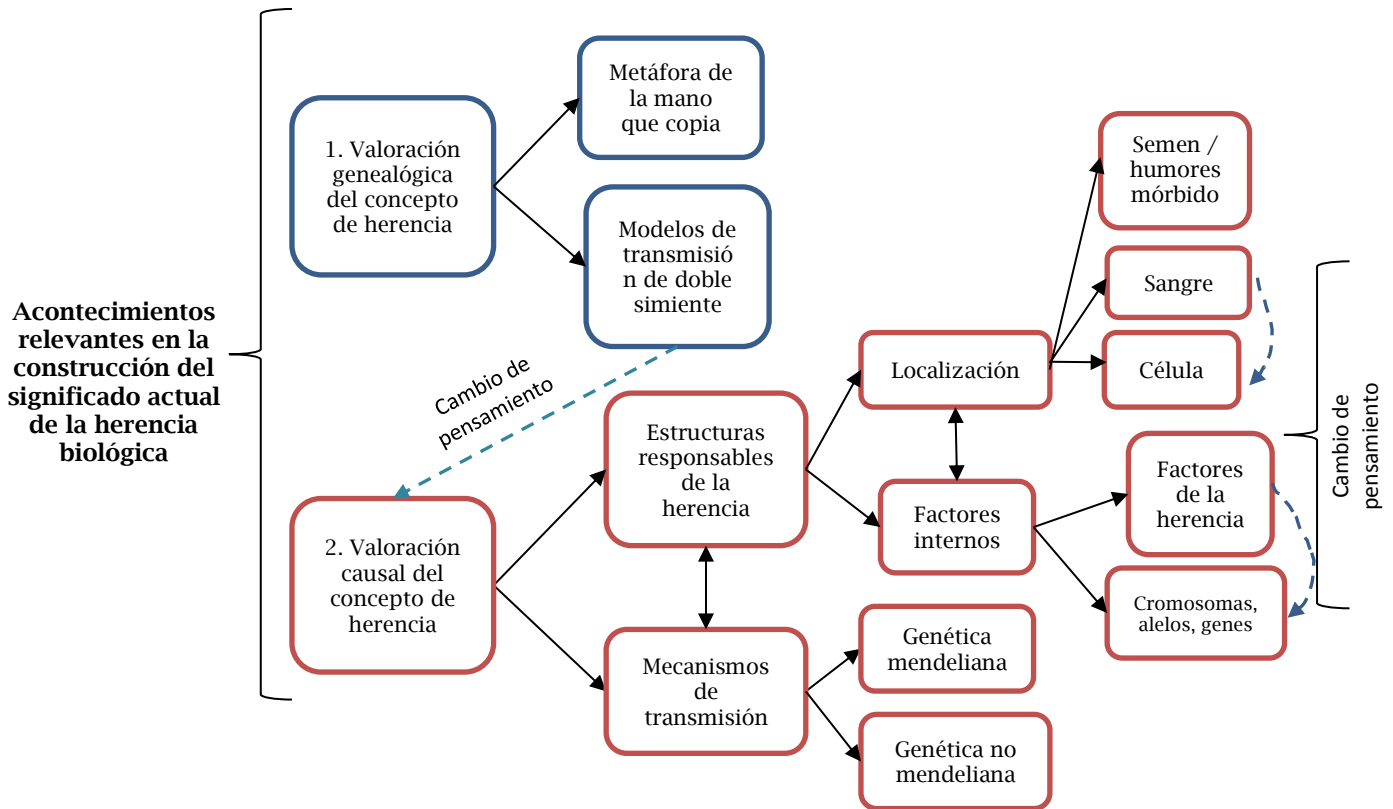 Acontecimientos
relevantes en la
construcción del
significado actual
de la herencia
biológica
1. Valoración
genealógica
del concepto
de herencia
Metáfora de
la mano
que copia
Modelos de
transmisió
n de doble
simiente
Cambio de
pensamiento
2. Valoración
causal del
concepto de
herencia
Estructuras
responsables
de la
herencia
Mecanismos
de
transmisión
Localización
Factores
internos
Genética
mendeliana
Genética no
mendeliana
Semen /
humores
mórbido
Sangre
Célula
Factores
de la
herencia
Cromosomas,
alelos, genes
Cambio de
pensamiento